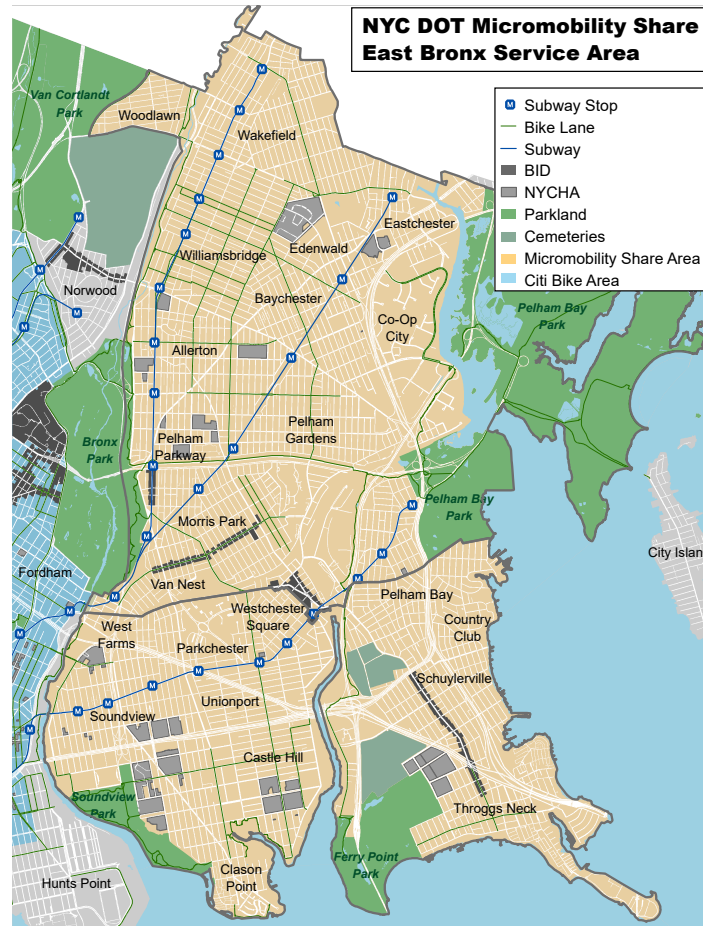 NYC DOT Micromobility Share
East Bronx Service Area
M Subway Stop
Bike Lane
Subway
BID
NYCHA
Parkland
Cemeteries
Micromobility Share Area
Citi Bike Area
Van Cortlandt
Park
Woodlawn
Wakefield
Eastchester
Edenwald
Williamsbridge
Norwood
Baychester
Pelham Bay
Park
Co-Op
City
Allerton
Pelham
Gardens
Bronx
Park
Pelham
Parkway
Pelham Bay
Park
Morris Park
City Islan
Fordham
Van Nest
Pelham Bay
Westchester
Square
Country
Club
West
Farms
Parkchester
Schuylerville
Unionport
Soundview
Castle Hill
Soundview
Park
Throggs Neck
Ferry Point
Park
Clason
Point
Hunts Point